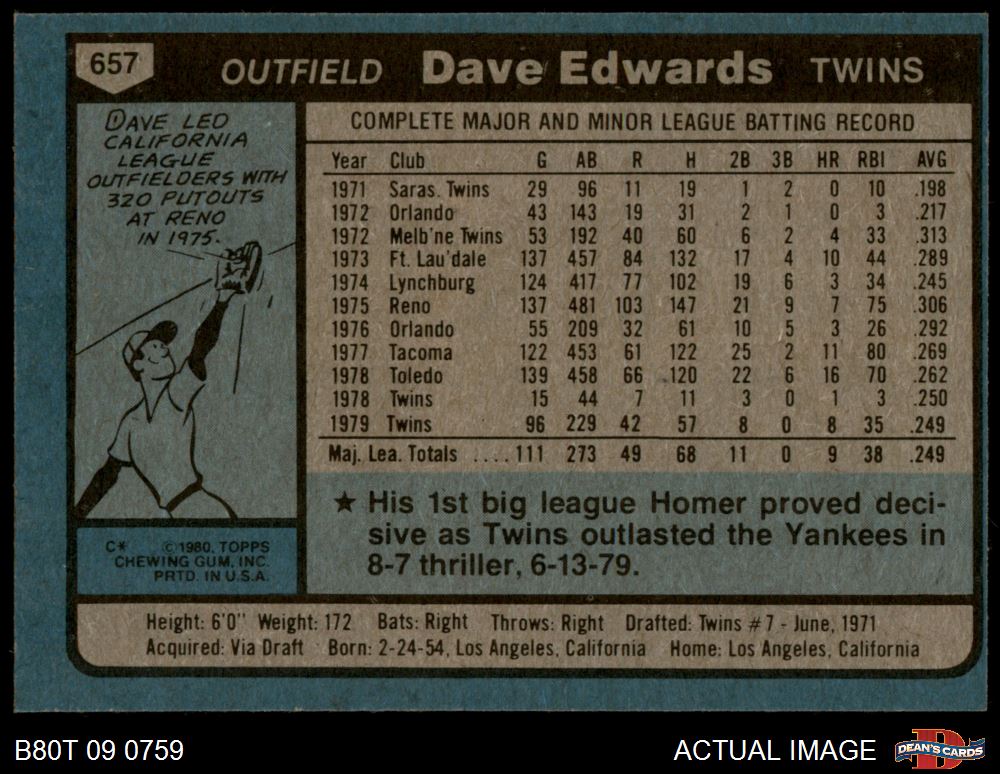 657
OUTFIELD Dave Edwards TWINS
DAVE LED
CALIFORNIA
LEAGUE
OUTFIELDERS WITH
320 PUTOUTS
AT RENO
IN 1975.
COMPLETE MAJOR AND MINOR LEAGUE BATTING RECORD
Year Club G AB R H 2B 3B HR RBI AVG
1971 Saras. Twins 29 96 11 19 1 2 0 10 .198
1972 Orlando 43 143 19 31 2 1 0 3 .217
1972 Melb'ne Twins 53 192 40 60 6 2 4 33 .313
1973 Ft. Lau'dale 137 457 84 132 17 4 10 44 .289
1974 Lynchburg 124 417 77 102 19 6 3 34 .245
1975 Reno 137 481 103 147 21 9 7 75 .306
1976 Orlando 55 209 32 61 10 5 3 26 .292
1977 Tacoma 122 453 61 122 25 2 11 80 .269
1978 Toledo 139 458 66 120 22 6 16 70 .262
1978 Twins 15 44 7 11 3 0 1 3 .250
1979 Twins 96 229 42 57 8 0 8 35 .249
Maj. Lea. Totals ....111 273 49 68 11 0 9 38 .249
★ His 1st big league Homer proved deci-
sive as Twins outlasted the Yankees in
8-7 thriller, 6-13-79.
C* ©1980, TOPPS
CHEWING GUM, INC.
PRTD. IN U.S.A.
Height: 6'0" Weight: 172 Bats: Right Throws: Right Drafted: Twins #7 - June, 1971
Acquired: Via Draft Born: 2-24-54, Los Angeles, California Home: Los Angeles, California
B80T 09 0759
ACTUAL IMAGE
D
DEAN'S CARDS